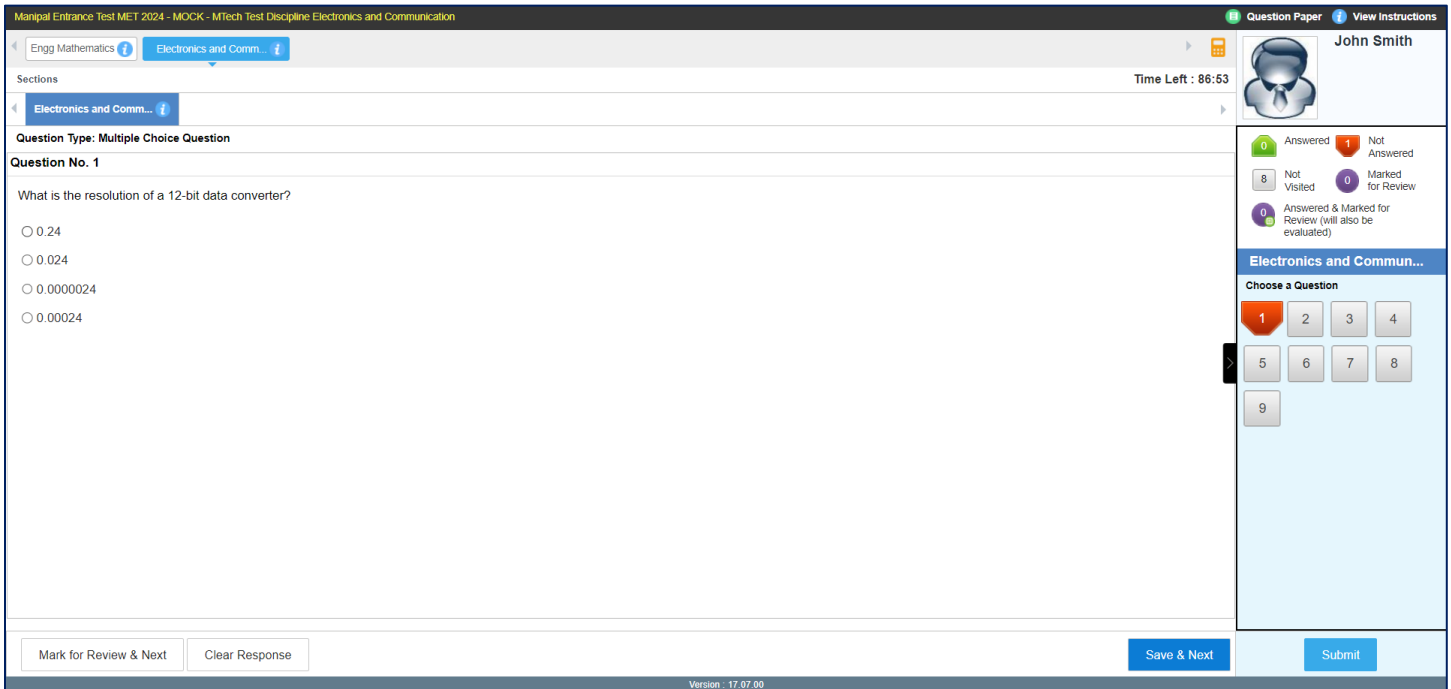 Manipal Entrance Test MET 2024 - MOCK - MTech Test Discipline Electronics and Communication
Question Paper
View Instructions
Engg Mathematics
Electronics and Comm...
John Smith
Sections
Time Left : 86:53
Electronics and Comm...
Question Type: Multiple Choice Question
Question No. 1
What is the resolution of a 12-bit data converter?
0.24
0.024
0.0000024
0.00024
0 Answered
1 Not
Answered
8 Not
Visited
0 Marked
for Review
0 Answered & Marked for
Review (will also be
evaluated)
Electronics and Commun...
Choose a Question
1 2 3 4
5 6 7 8
9
Mark for Review & Next
Clear Response
Save & Next
Submit
Version : 17.07.00